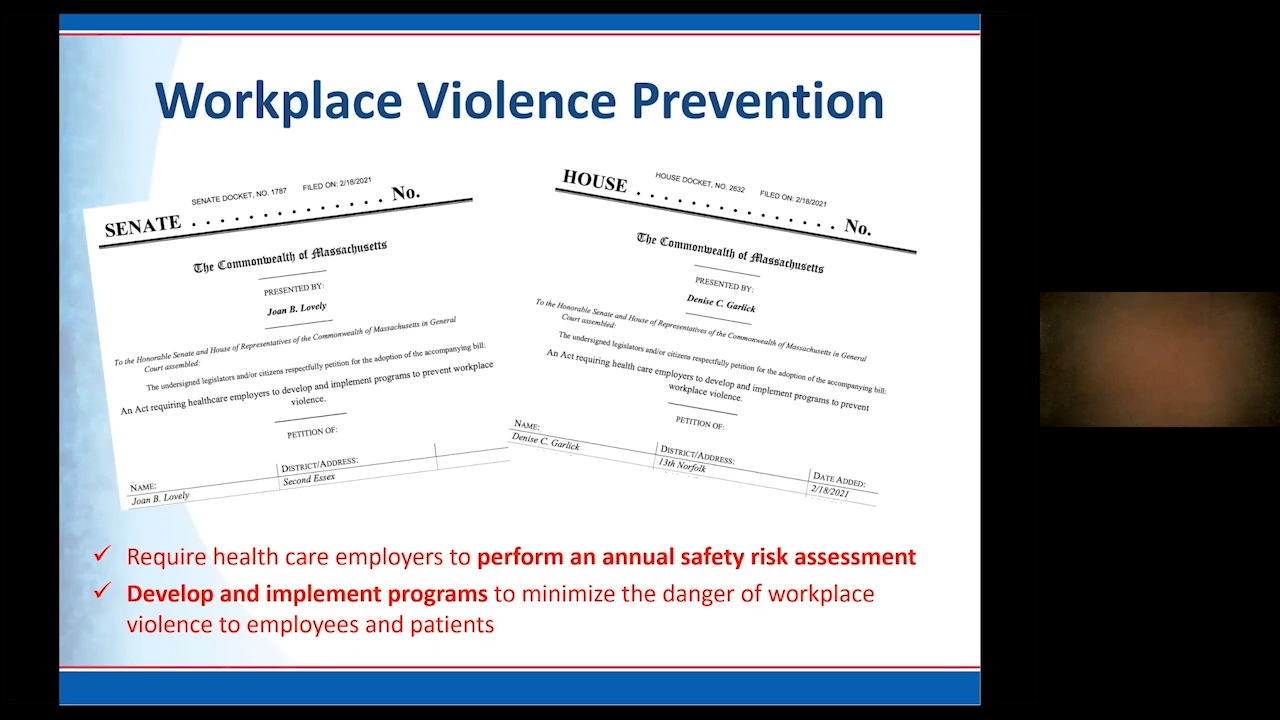 Workplace Violence Prevention
SENATE DOCKET, NO. 1787 FILED ON: 2/18/2021
SENATE . . . . . . . . . . . . . . No.
The Commonwealth of Massachusetts
PRESENTED BY:
Joan B. Lovely
To the Honorable Senate and House of Representatives of the Commonwealth of Massachusetts in General
Court assembled:
The undersigned legislators and/or citizens respectfully petition for the adoption of the accompanying bill:
An Act requiring healthcare employers to develop and implement programs to prevent workplace
violence.
PETITION OF:
NAME: DISTRICT/ADDRESS:
Joan B. Lovely Second Essex
HOUSE DOCKET, NO. 2632 FILED ON: 2/18/2021
HOUSE . . . . . . . . . . . . . . . No.
The Commonwealth of Massachusetts
PRESENTED BY:
Denise C. Garlick
To the Honorable Senate and House of Representatives of the Commonwealth of Massachusetts in General
Court assembled:
The undersigned legislators and/or citizens respectfully petition for the adoption of the accompanying bill:
An Act requiring health care employers to develop and implement programs to prevent
workplace violence.
PETITION OF:
NAME: DISTRICT/ADDRESS: DATE ADDED:
Denise C. Garlick 13th Norfolk 2/18/2021
✓ Require health care employers to perform an annual safety risk assessment
✓ Develop and implement programs to minimize the danger of workplace
violence to employees and patients